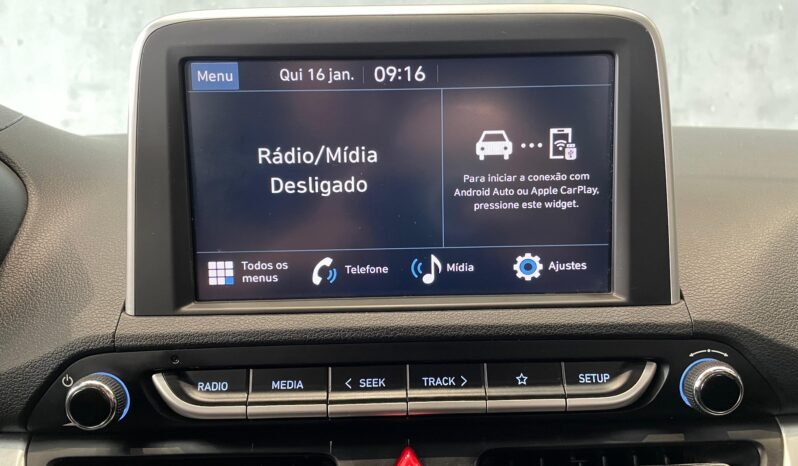 Menu
Qui 16 jan.
09:16
Rádio/Mídia
Desligado
Para iniciar a conexão com
Android Auto ou Apple CarPlay,
pressione este widget.
Todos os
menus
Telefone
Mídia
Ajustes
RADIO
MEDIA
< SEEK
TRACK >
SETUP